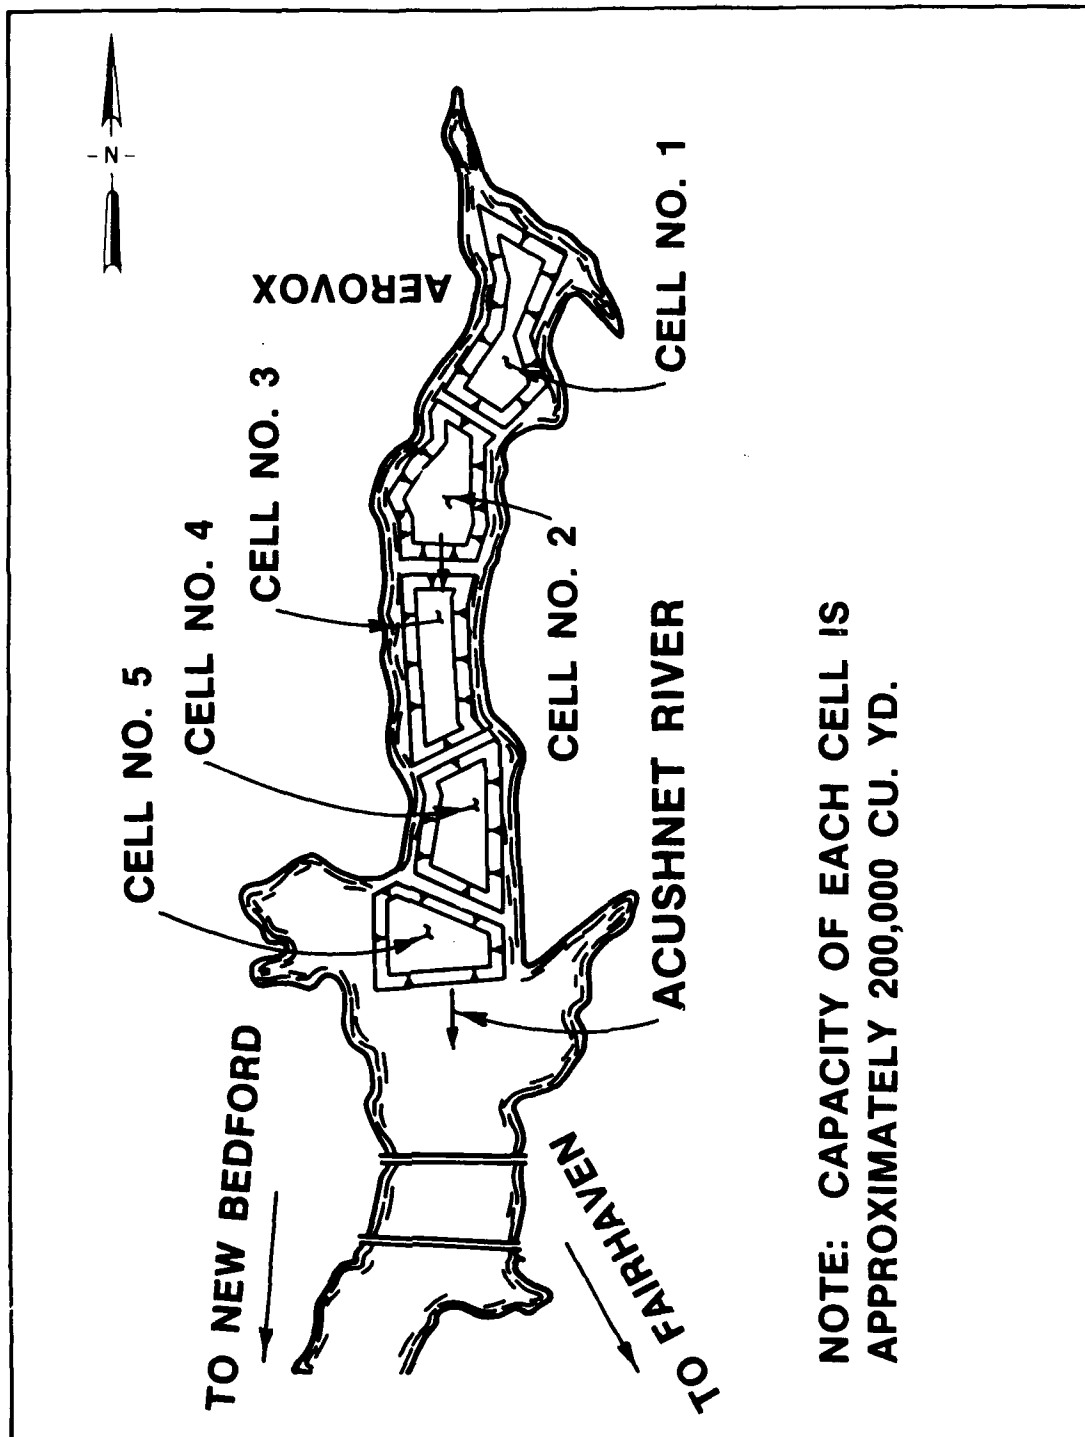 - N -
AEROVOX
CELL NO. 1
CELL NO. 3
CELL NO. 4
CELL NO. 5
CELL NO. 2
ACUSHNET RIVER
TO NEW BEDFORD
TO FAIRHAVEN
NOTE: CAPACITY OF EACH CELL IS
APPROXIMATELY 200,000 CU. YD.